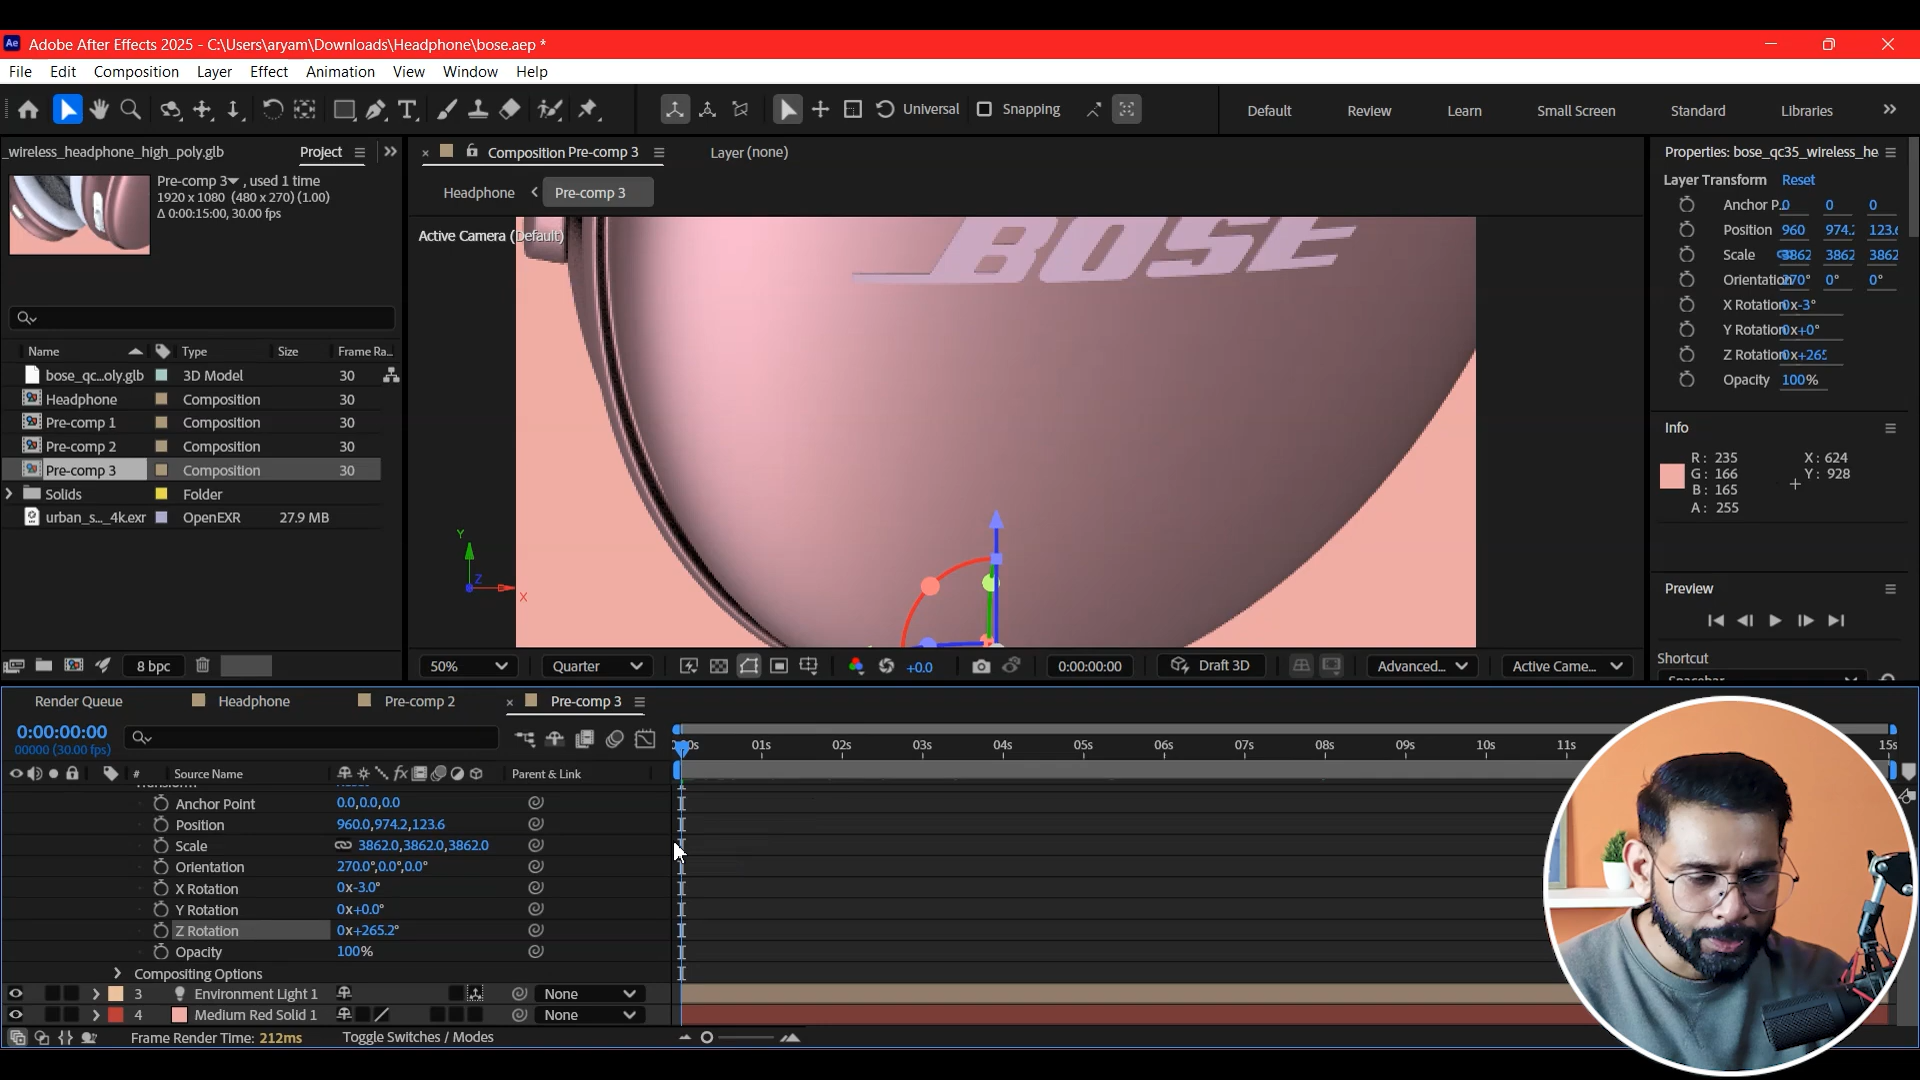 Ae Adobe After Effects 2025 - C:\Users\aryam\Downloads\Headphone\bose.aep *
File Edit Composition Layer Effect Animation View Window Help
Universal Snapping Default Review Learn Small Screen Standard Libraries
_wireless_headphone_high_poly.glb Project
Pre-comp 3 , used 1 time
1920 x 1080 (480 x 270) (1.00)
Δ 0:00:15:00, 30.00 fps
Name Type Size Frame Ra...
bose_qc...oly.glb 3D Model 30
Headphone Composition 30
Pre-comp 1 Composition 30
Pre-comp 2 Composition 30
Pre-comp 3 Composition 30
Solids Folder
urban_s..._4k.exr OpenEXR 27.9 MB
8 bpc
Composition Pre-comp 3 Layer (none)
Headphone < Pre-comp 3
Active Camera (Default)
BOSE
Y
Z
X
50% Quarter +0.0 0:00:00:00 Draft 3D Advanced... Active Came...
Properties: bose_qc35_wireless_he
Layer Transform Reset
Anchor P.. 0 0 0
Position 960 974.2 123.6
Scale 3862 3862 3862
Orientation 270° 0° 0°
X Rotation 0x-3°
Y Rotation 0x+0°
Z Rotation 0x+265
Opacity 100%
Info
R: 235 X: 624
G: 166 Y: 928
B: 165
A: 255
Preview
Shortcut
Spacebar
Render Queue Headphone Pre-comp 2 × Pre-comp 3
0:00:00:00
00000 (30.00 fps)
01s 02s 03s 04s 05s 06s 07s 08s 09s 10s 11s 15s
# Source Name Parent & Link
Transform Reset
Anchor Point 0.0,0.0,0.0
Position 960.0,974.2,123.6
Scale 3862.0,3862.0,3862.0
Orientation 270.0°,0.0°,0.0°
X Rotation 0x-3.0°
Y Rotation 0x+0.0°
Z Rotation 0x+265.2°
Opacity 100%
Compositing Options
3 Environment Light 1 None
4 Medium Red Solid 1 None
Frame Render Time: 212ms Toggle Switches / Modes